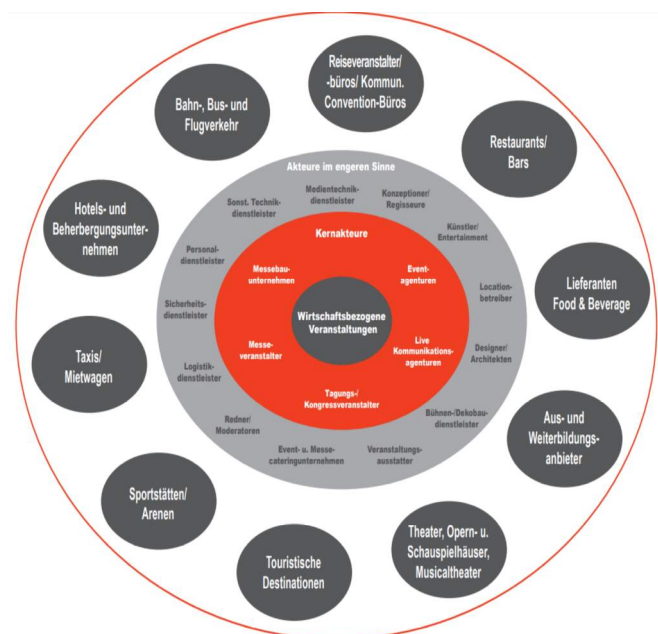 Reiseveranstalter/
-büros/ Kommun.
Convention-Büros
Bahn-, Bus- und
Flugverkehr
Restaurants/
Bars
Hotels- und
Beherbergungsunter-
nehmen
Lieferanten
Food & Beverage
Taxis/
Mietwagen
Aus- und
Weiterbildungs-
anbieter
Sportstätten/
Arenen
Touristische
Destinationen
Theater, Opern- u.
Schauspielhäuser,
Musicaltheater
Akteure im engeren Sinne
Medientechnik-
dienstleister
Konzeptioner/
Regisseure
Sonst. Technik-
dienstleister
Künstler/
Entertainment
Personal-
dienstleister
Location-
betreiber
Sicherheits-
dienstleister
Designer/
Architekten
Logistik-
dienstleister
Bühnen-/Dekobau-
dienstleister
Redner/
Moderatoren
Event- u. Messe-
cateringunternehmen
Veranstaltungs-
ausstatter
Kernakteure
Messebau-
unternehmen
Event-
agenturen
Messe-
veranstalter
Live
Kommunikations-
agenturen
Tagungs-/
Kongressveranstalter
Wirtschaftsbezogene
Veranstaltungen